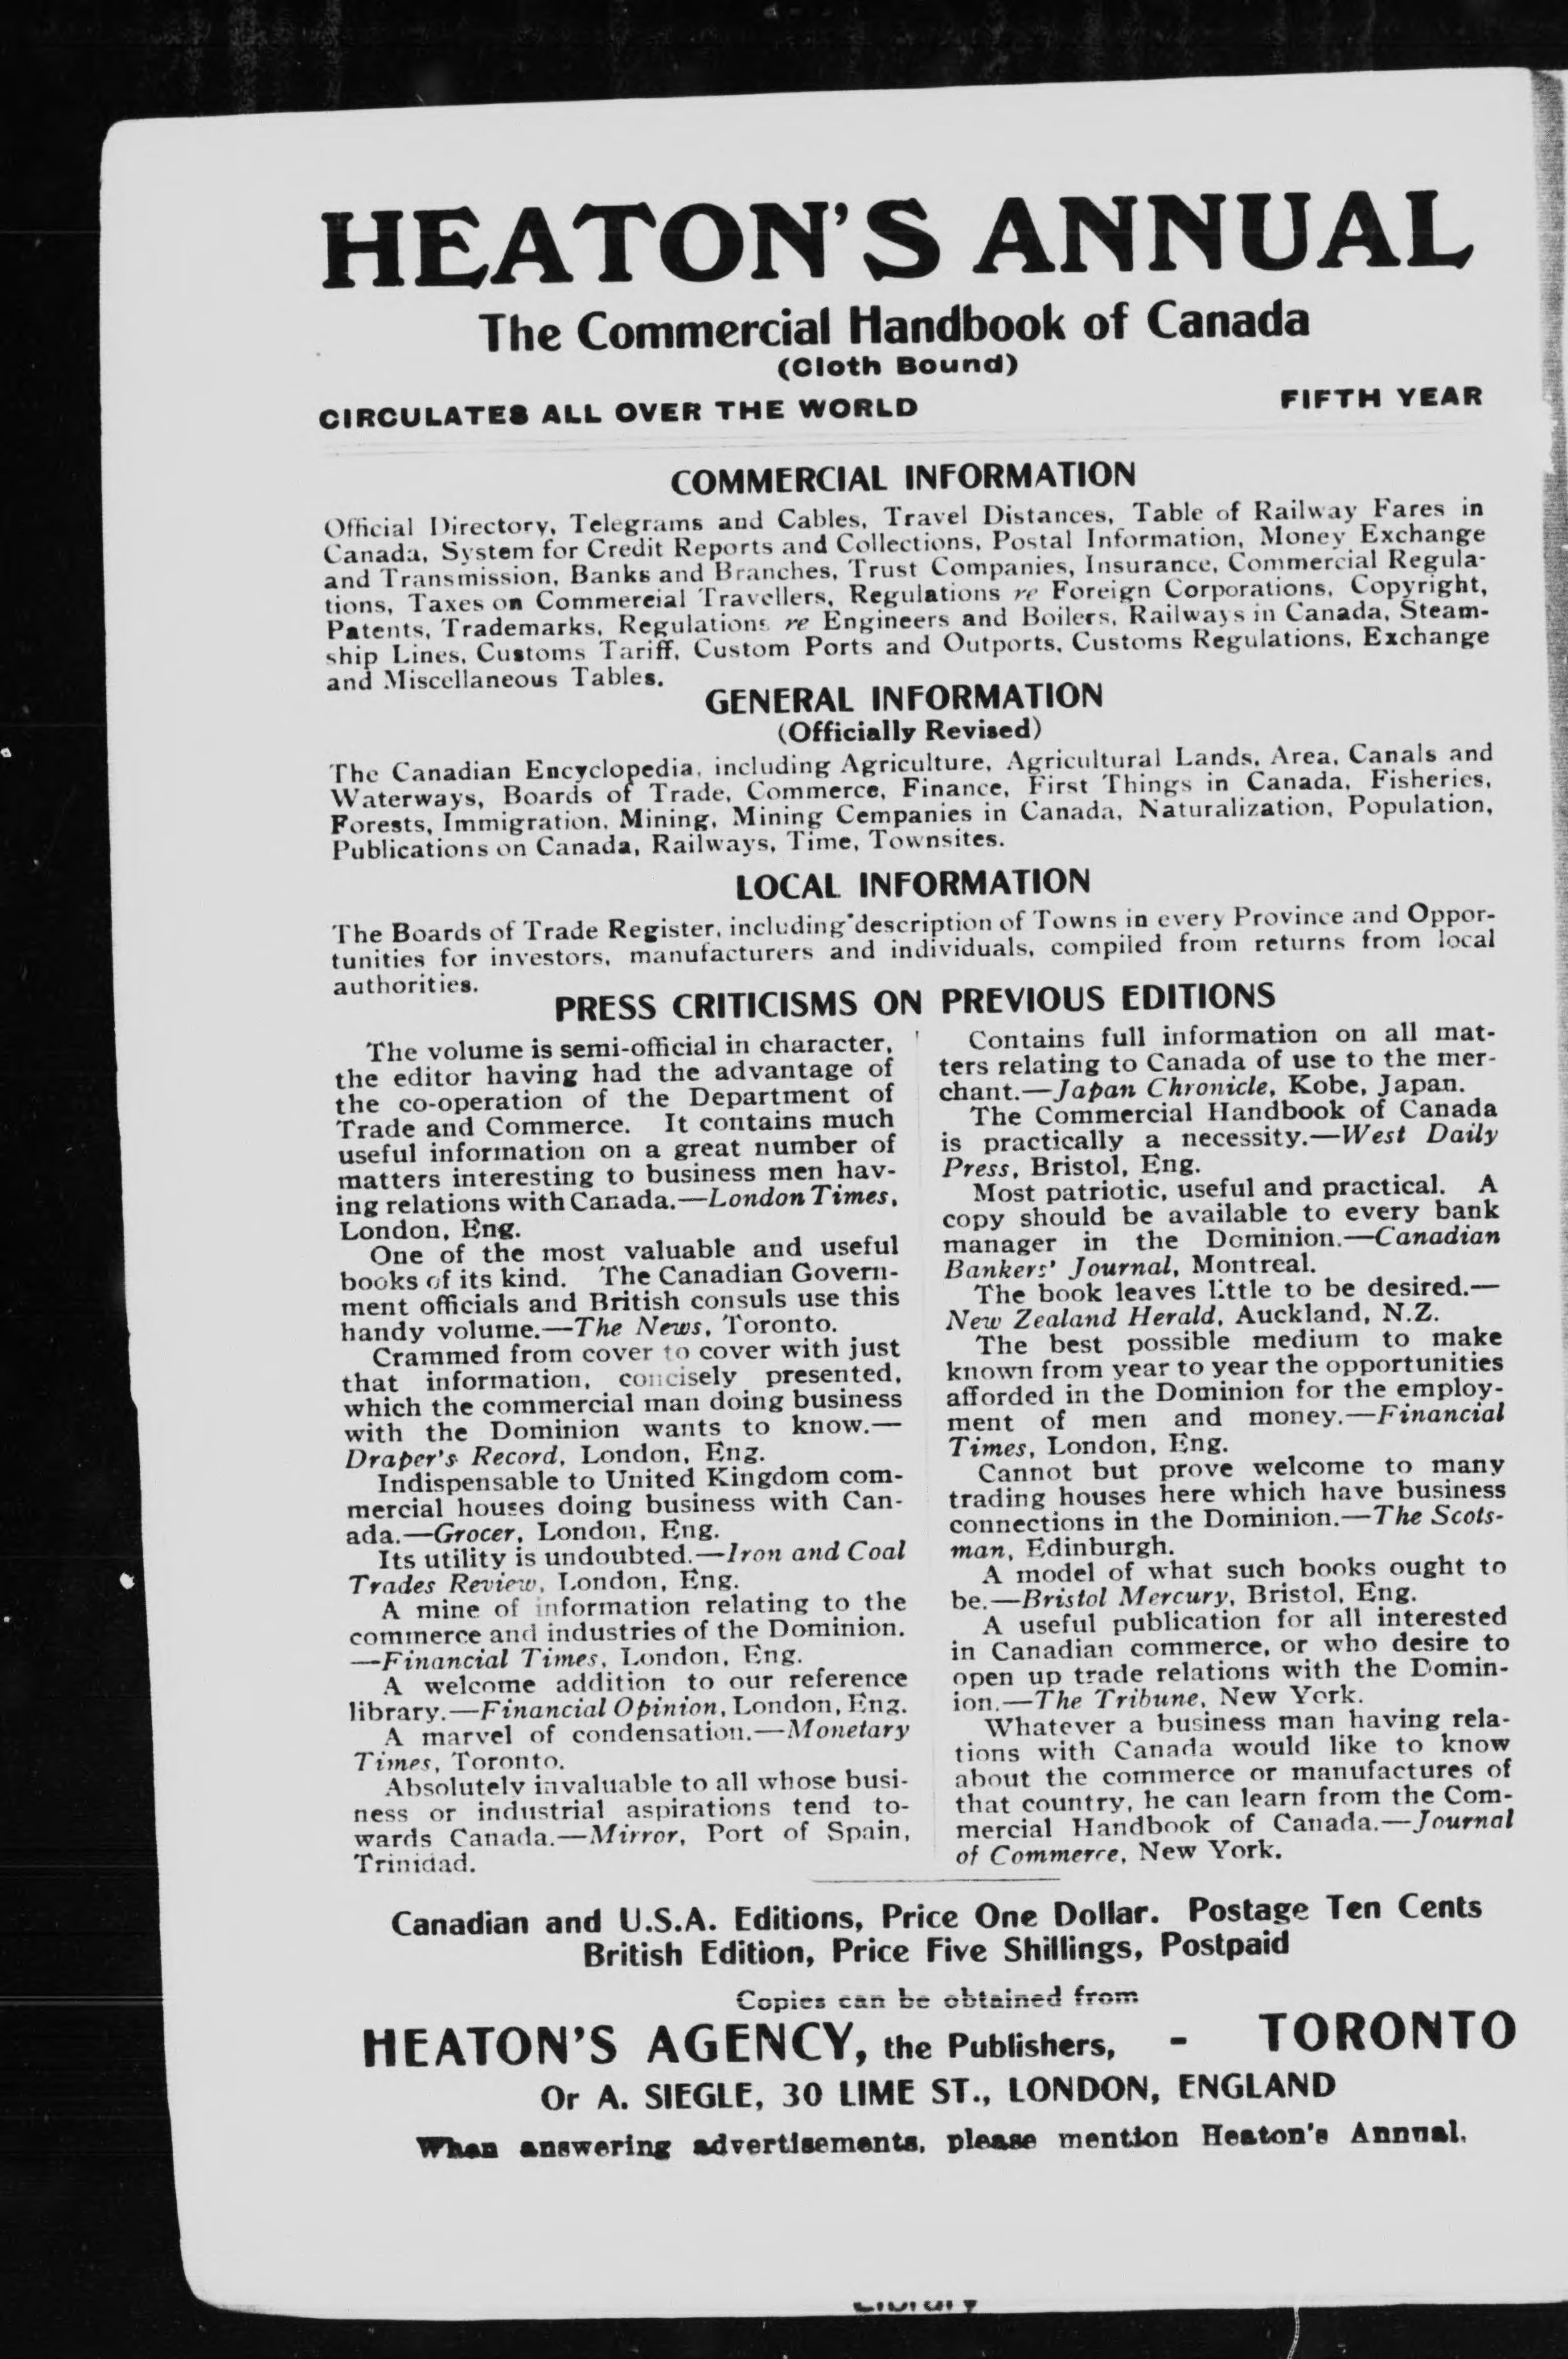 HEATON'S ANNUAL
The Commercial Handbook of Canada
(Cloth Bound)
CIRCULATES ALL OVER THE WORLD FIFTH YEAR
COMMERCIAL INFORMATION
Official Directory, Telegrams and Cables, Travel Distances, Table of Railway Fares in
Canada, System for Credit Reports and Collections, Postal Information, Money Exchange
and Transmission, Banks and Branches, Trust Companies, Insurance, Commercial Regula-
tions, Taxes on Commercial Travellers, Regulations re Foreign Corporations, Copyright,
Patents, Trademarks, Regulations re Engineers and Boilers, Railways in Canada, Steam-
ship Lines, Customs Tariff, Custom Ports and Outports, Customs Regulations, Exchange
and Miscellaneous Tables.
GENERAL INFORMATION
(Officially Revised)
The Canadian Encyclopedia, including Agriculture, Agricultural Lands, Area, Canals and
Waterways, Boards of Trade, Commerce, Finance, First Things in Canada, Fisheries,
Forests, Immigration, Mining, Mining Cempanies in Canada, Naturalization, Population,
Publications on Canada, Railways, Time, Townsites.
LOCAL INFORMATION
The Boards of Trade Register, including description of Towns in every Province and Oppor-
tunities for investors, manufacturers and individuals, compiled from returns from local
authorities.
PRESS CRITICISMS ON PREVIOUS EDITIONS
The volume is semi-official in character,
the editor having had the advantage of
the co-operation of the Department of
Trade and Commerce. It contains much
useful information on a great number of
matters interesting to business men hav-
ing relations with Canada.—London Times,
London, Eng.
One of the most valuable and useful
books of its kind. The Canadian Govern-
ment officials and British consuls use this
handy volume.—The News, Toronto.
Crammed from cover to cover with just
that information, concisely presented,
which the commercial man doing business
with the Dominion wants to know.—
Draper's Record, London, Eng.
Indispensable to United Kingdom com-
mercial houses doing business with Can-
ada.—Grocer, London, Eng.
Its utility is undoubted.—Iron and Coal
Trades Review, London, Eng.
A mine of information relating to the
commerce and industries of the Dominion.
—Financial Times, London, Eng.
A welcome addition to our reference
library.—Financial Opinion, London, Eng.
A marvel of condensation.—Monetary
Times, Toronto.
Absolutely invaluable to all whose busi-
ness or industrial aspirations tend to-
wards Canada.—Mirror, Port of Spain,
Trinidad.
Contains full information on all mat-
ters relating to Canada of use to the mer-
chant.—Japan Chronicle, Kobe, Japan.
The Commercial Handbook of Canada
is practically a necessity.—West Daily
Press, Bristol, Eng.
Most patriotic, useful and practical. A
copy should be available to every bank
manager in the Dominion.—Canadian
Bankers' Journal, Montreal.
The book leaves little to be desired.—
New Zealand Herald, Auckland, N.Z.
The best possible medium to make
known from year to year the opportunities
afforded in the Dominion for the employ-
ment of men and money.—Financial
Times, London, Eng.
Cannot but prove welcome to many
trading houses here which have business
connections in the Dominion.—The Scots-
man, Edinburgh.
A model of what such books ought to
be.—Bristol Mercury, Bristol, Eng.
A useful publication for all interested
in Canadian commerce, or who desire to
open up trade relations with the Domin-
ion.—The Tribune, New York.
Whatever a business man having rela-
tions with Canada would like to know
about the commerce or manufactures of
that country, he can learn from the Com-
mercial Handbook of Canada.—Journal
of Commerce, New York.
Canadian and U.S.A. Editions, Price One Dollar. Postage Ten Cents
British Edition, Price Five Shillings, Postpaid
Copies can be obtained from
HEATON'S AGENCY, the Publishers, - TORONTO
Or A. SIEGLE, 30 LIME ST., LONDON, ENGLAND
When answering advertisements, please mention Heaton's Annual.